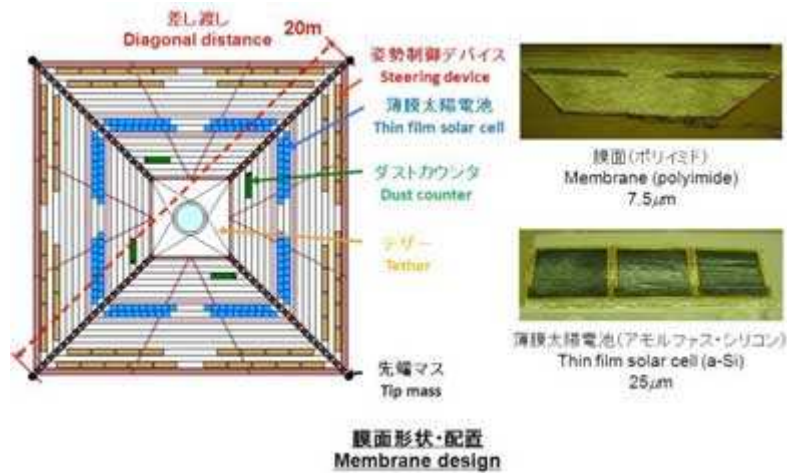 差し渡し
Diagonal distance
20m
姿勢制御デバイス
Steering device
薄膜太陽電池
Thin film solar cell
ダストカウンタ
Dust counter
テザー
Tether
先端マス
Tip mass
膜面(ポリイミド)
Membrane (polyimide)
7.5μm
薄膜太陽電池(アモルファス・シリコン)
Thin film solar cell (a-Si)
25μm
膜面形状・配置
Membrane design